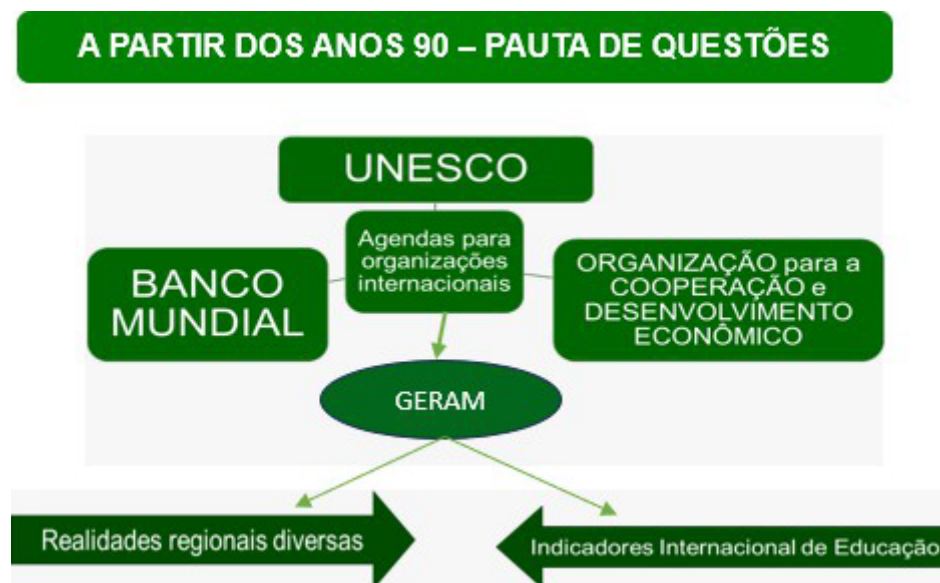 A PARTIR DOS ANOS 90 – PAUTA DE QUESTÕES
UNESCO
Agendas para
organizações
internacionais
BANCO
MUNDIAL
ORGANIZAÇÃO para a
COOPERAÇÃO e
DESENVOLVIMENTO
ECONÔMICO
GERAM
Realidades regionais diversas
Indicadores Internacional de Educação